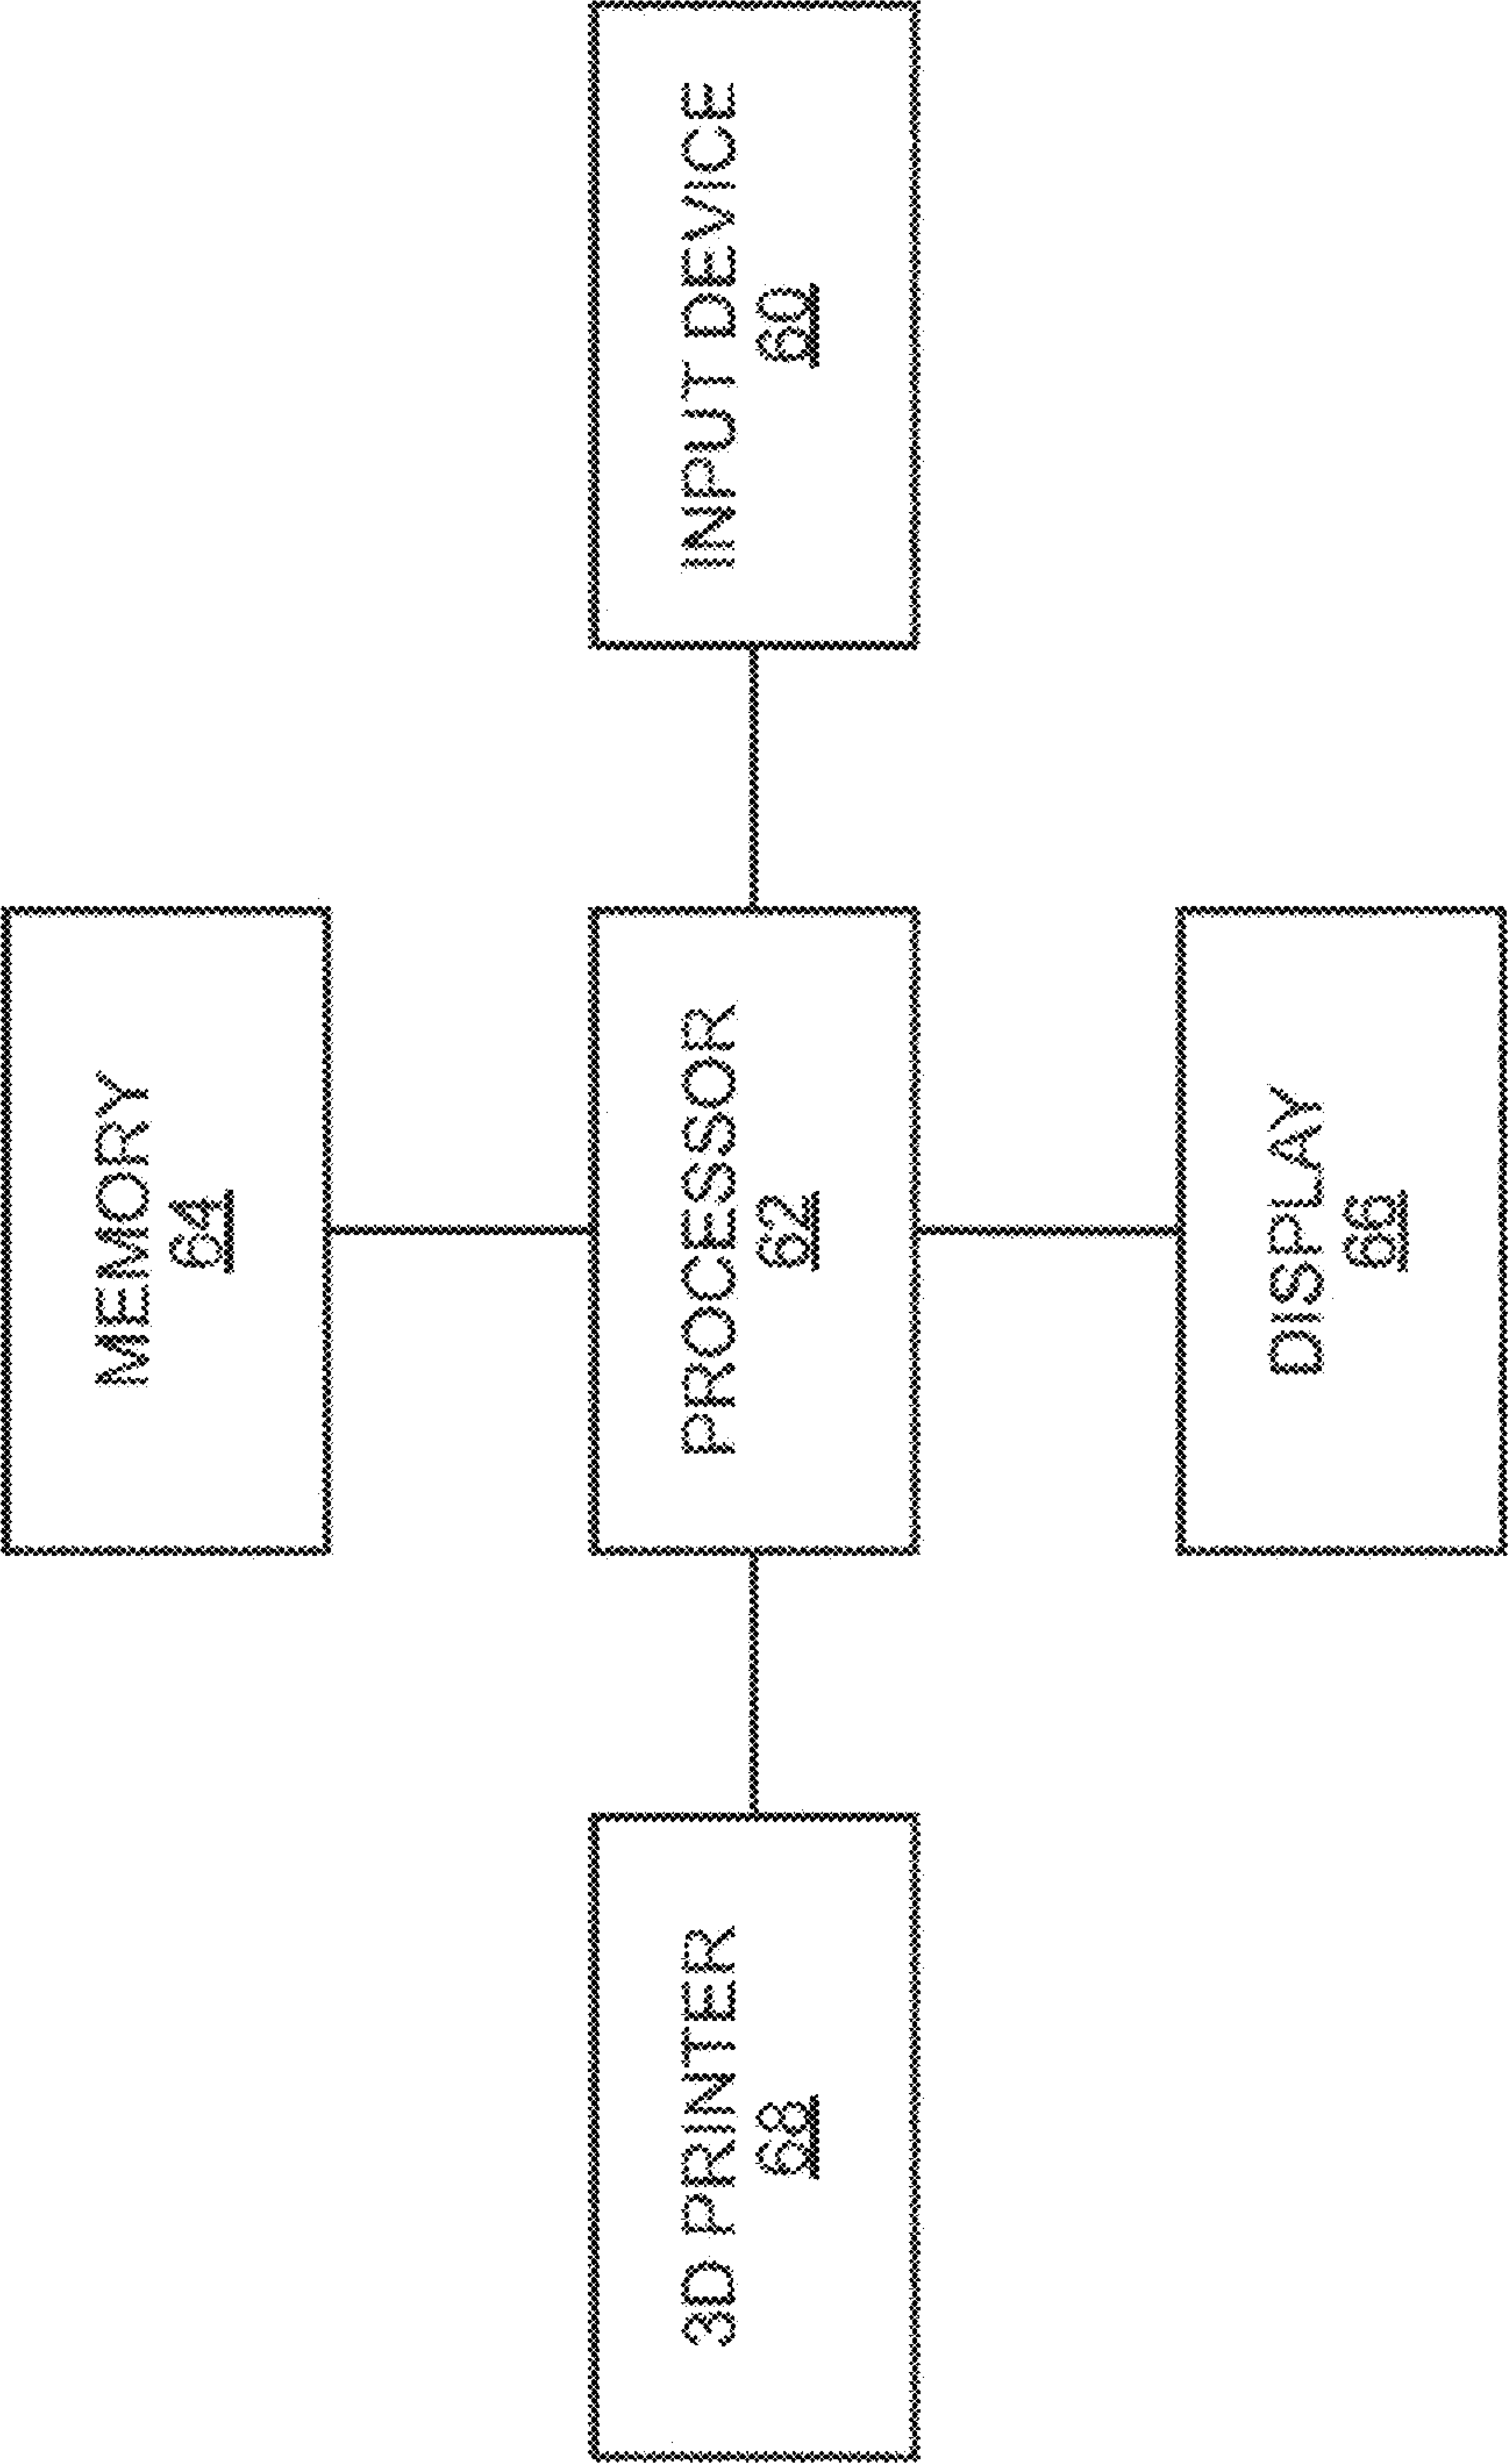 MEMORY
64
3D PRINTER
68
PROCESSOR
62
INPUT DEVICE
60
DISPLAY
66